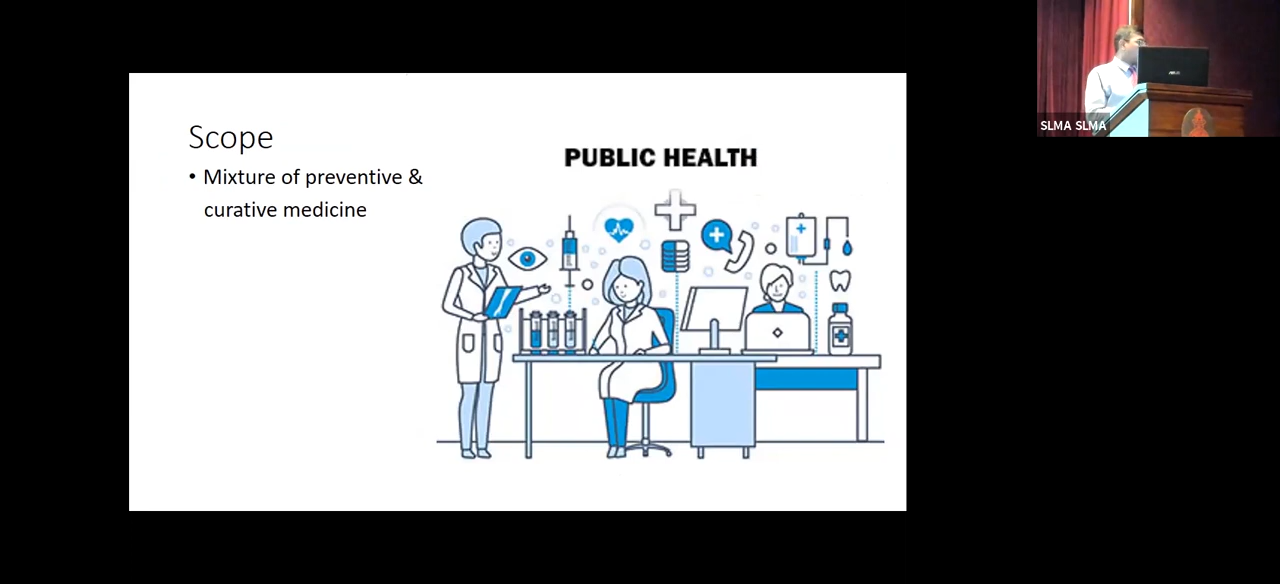 Scope
• Mixture of preventive &
curative medicine
PUBLIC HEALTH
SLMA SLMA